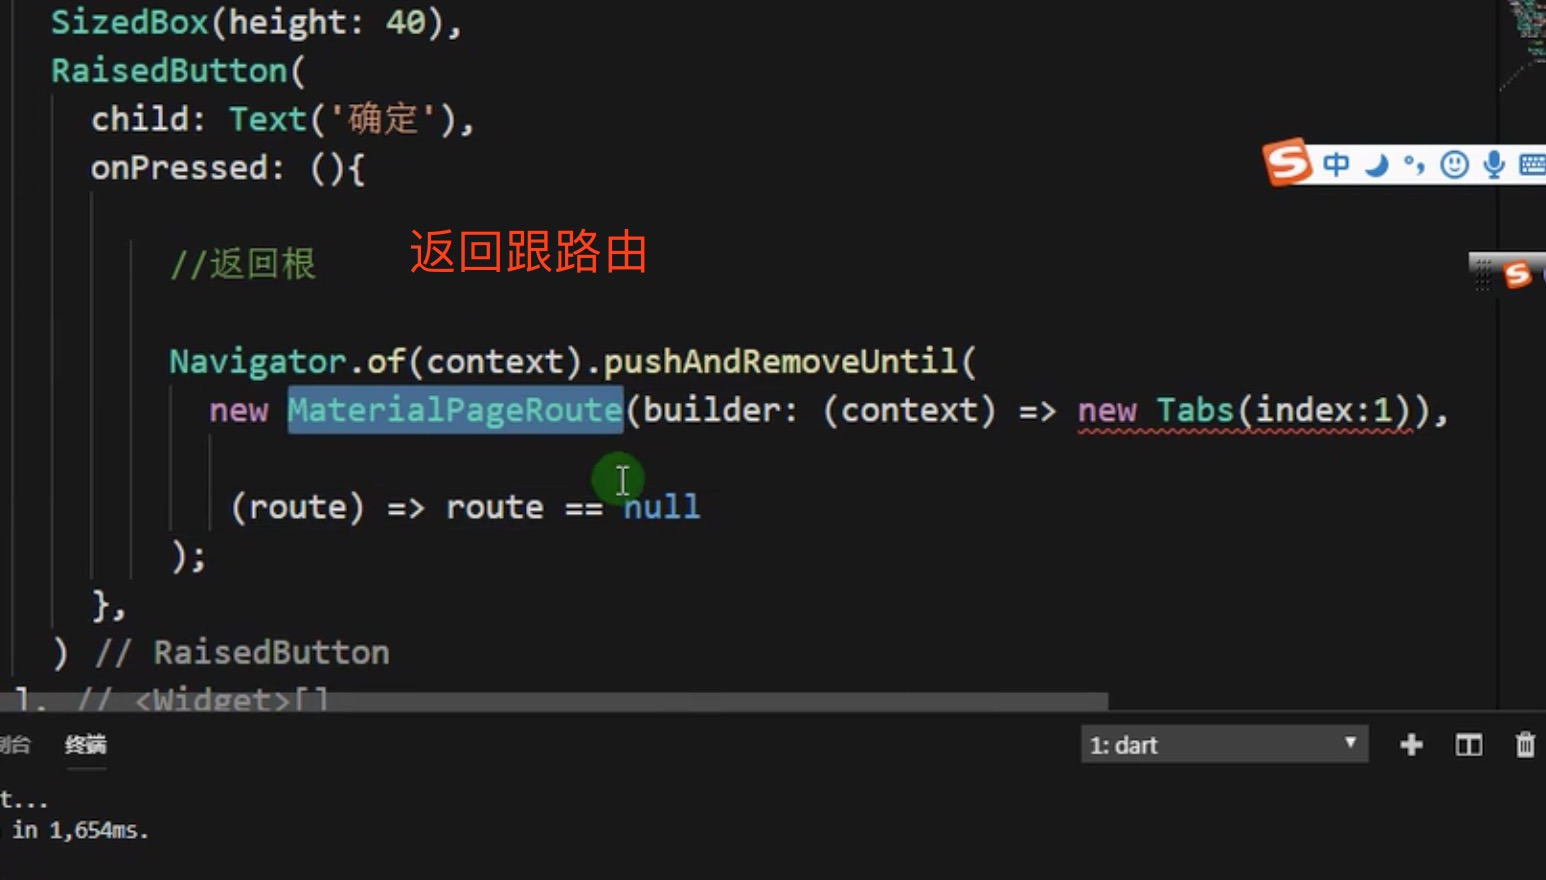 SizedBox(height: 40),
RaisedButton(
child: Text('确定'),
onPressed: (){
//返回根 返回跟路由
中
Navigator.of(context).pushAndRemoveUntil(
new MaterialPageRoute(builder: (context) => new Tabs(index:1)),
(route) => route == null
);
},
) // RaisedButton
], // <Widget>[]
制台 终端 1: dart
t...
in 1,654ms.